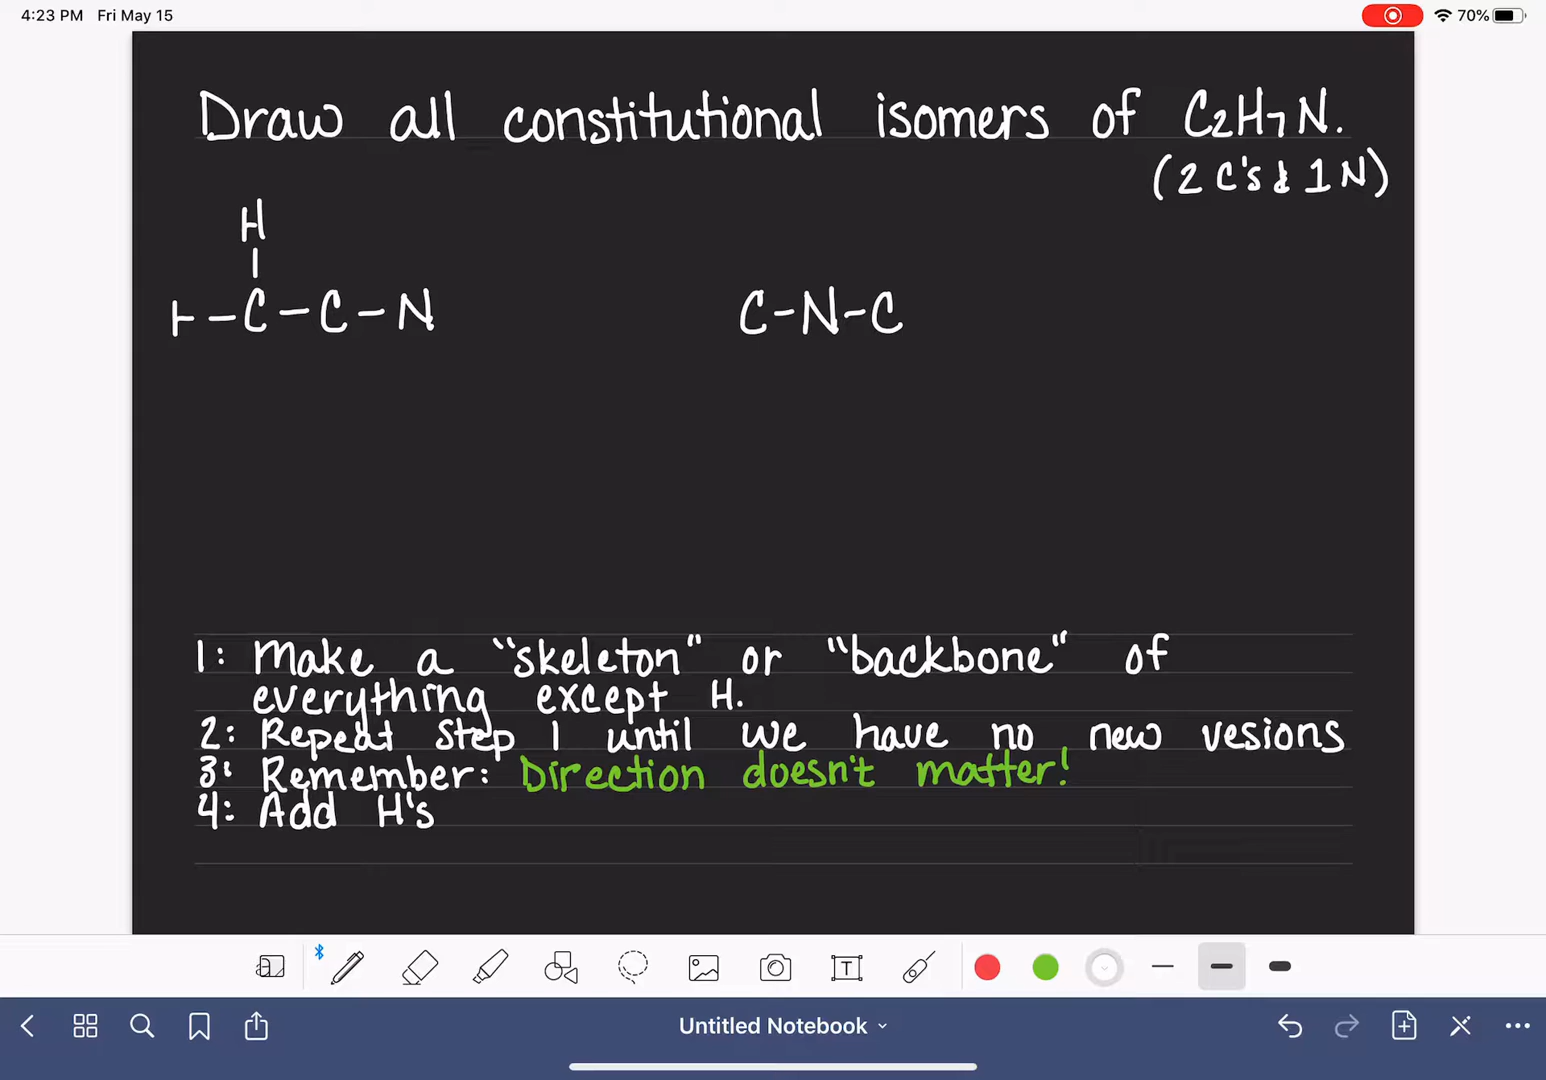 4:23 PM Fri May 15
70%
Draw all constitutional isomers of C₂H₇N.
(2 C's & 1 N)
H
C-C-N
C-N-C
1: Make a "skeleton" or "backbone" of
everything except H.
2: Repeat step 1 until we have no new vesions
3: Remember: Direction doesn't matter!
4: Add H's
T
Untitled Notebook